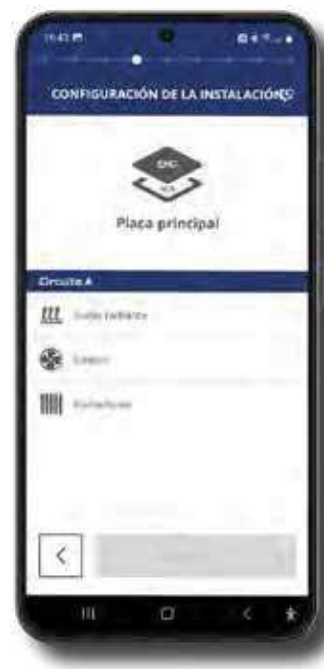 CONFIGURACIÓN DE LA INSTALACIÓN
Placa principal
Circuito A
Suelo radiante
Radiadores